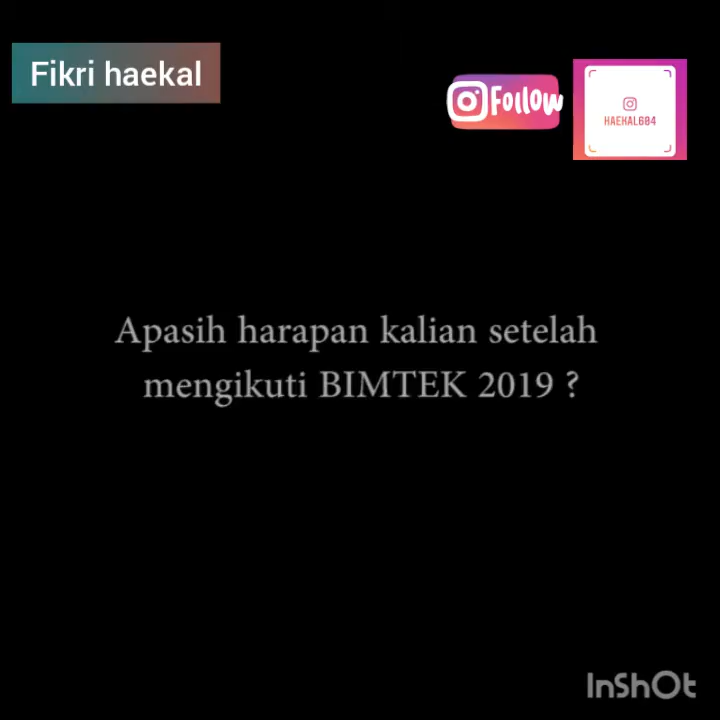 Fikri haekal
Follow
HAEKAL604
Apasih harapan kalian setelah
mengikuti BIMTEK 2019 ?
InShOt